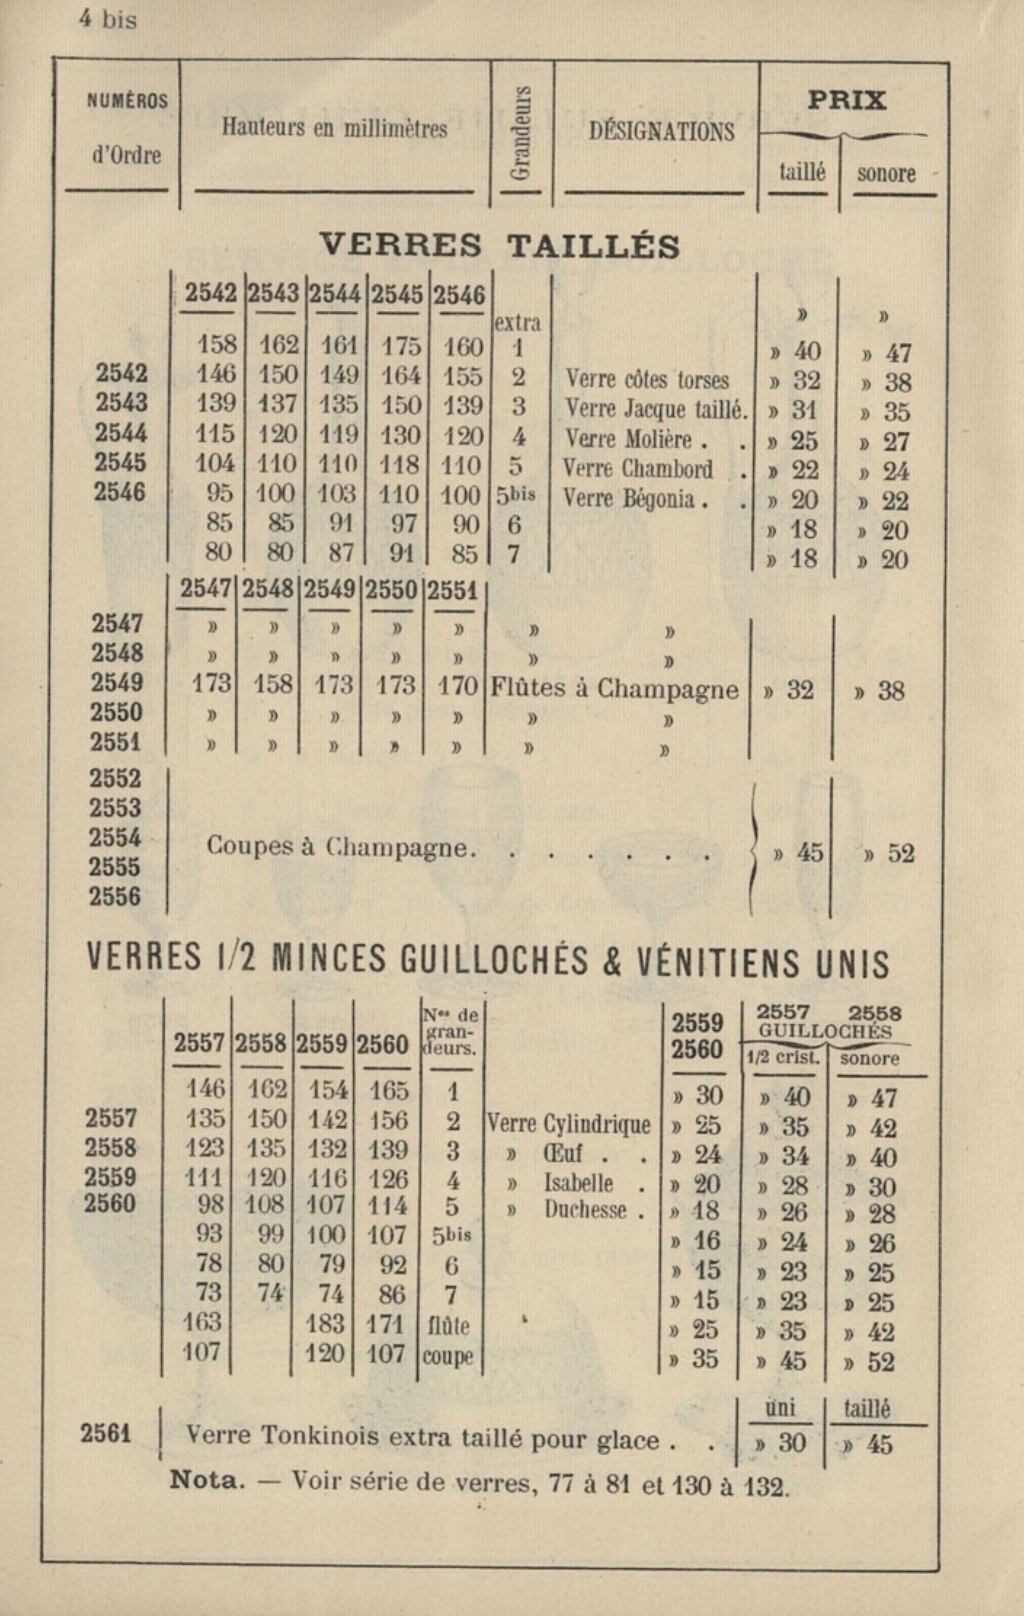 4 bis
NUMÉROS d'Ordre Hauteurs en millimètres Grandeurs DÉSIGNATIONS PRIX
taillé sonore
VERRES TAILLÉS
2542 2543 2544 2545 2546
extra » »
158 162 161 175 160 1 » 40 » 47
2542 146 150 149 164 155 2 Verre côtes torses » 32 » 38
2543 139 137 135 150 139 3 Verre Jacque taillé. » 31 » 35
2544 115 120 119 130 120 4 Verre Molière . . » 25 » 27
2545 104 110 110 118 110 5 Verre Chambord . » 22 » 24
2546 95 100 103 110 100 5bis Verre Bégonia . . » 20 » 22
85 85 91 97 90 6 » 18 » 20
80 80 87 91 85 7 » 18 » 20
2547 2548 2549 2550 2551
2547 » » » » » » »
2548 » » » » » » »
2549 173 158 173 173 170 Flûtes à Champagne » 32 » 38
2550 » » » » » » »
2551 » » » » » » »
2552
2553
2554 Coupes à Champagne. . . . . . . » 45 » 52
2555
2556
VERRES 1/2 MINCES GUILLOCHÉS & VÉNITIENS UNIS
2557 2558 2559 2560 Nos de grandeurs. 2559 2560 2557 2558 GUILLOCHÉS
1/2 crist. sonore
146 162 154 165 1 » 30 » 40 » 47
2557 135 150 142 156 2 Verre Cylindrique » 25 » 35 » 42
2558 123 135 132 139 3 » Œuf . . » 24 » 34 » 40
2559 111 120 116 126 4 » Isabelle . » 20 » 28 » 30
2560 98 108 107 114 5 » Duchesse . » 18 » 26 » 28
93 99 100 107 5bis » 16 » 24 » 26
78 80 79 92 6 » 15 » 23 » 25
73 74 74 86 7 » 15 » 23 » 25
163 183 171 flûte » 25 » 35 » 42
107 120 107 coupe » 35 » 45 » 52
uni taillé
2561 Verre Tonkinois extra taillé pour glace . . » 30 » 45
Nota. — Voir série de verres, 77 à 81 et 130 à 132.